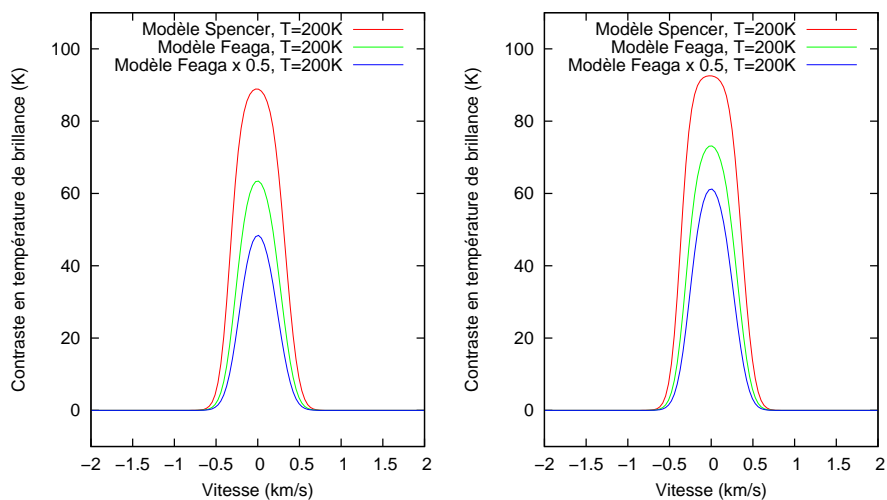 Modèle Spencer, T=200K
Modèle Feaga, T=200K
Modèle Feaga x 0.5, T=200K
100
80
60
40
20
0
Contraste en température de brillance (K)
−2 −1.5 −1 −0.5 0 0.5 1 1.5 2
Vitesse (km/s)
Modèle Spencer, T=200K
Modèle Feaga, T=200K
Modèle Feaga x 0.5, T=200K
100
80
60
40
20
0
Contraste en température de brillance (K)
−2 −1.5 −1 −0.5 0 0.5 1 1.5 2
Vitesse (km/s)